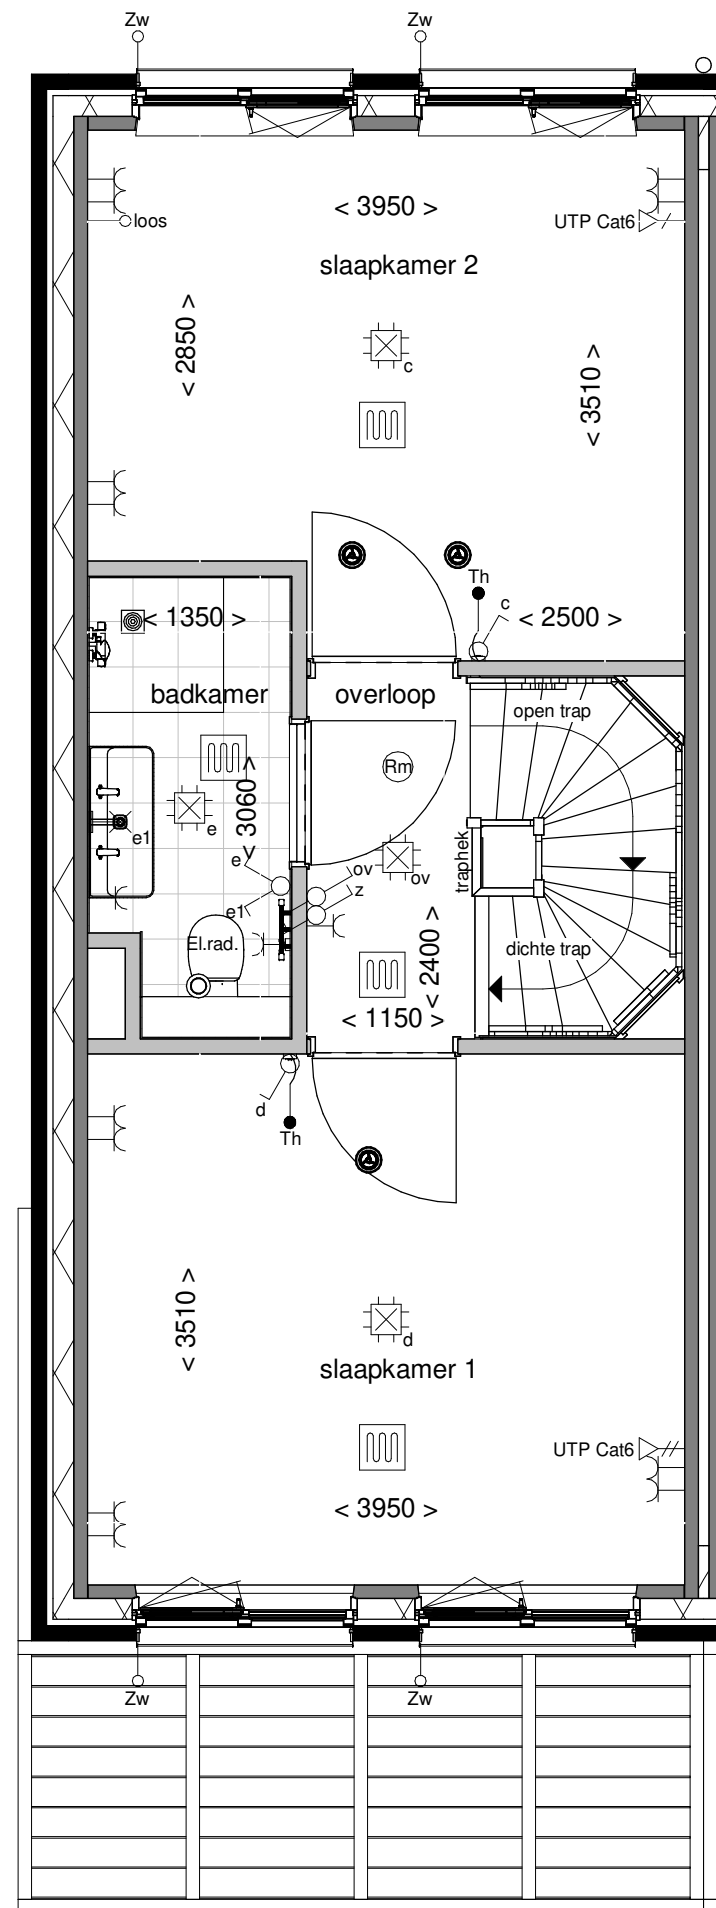 Zw Zw
< 3950 >
loos
UTP Cat6
slaapkamer 2
< 2850 >
c
< 3510 >
Th
c
< 1350 >
< 2500 >
badkamer
overloop
open trap
Rm
< 3060 >
e
e1
traphek
e
ov
ov
z
e1
El.rad.
< 2400 >
dichte trap
< 1150 >
d
Th
< 3510 >
d
slaapkamer 1
UTP Cat6
< 3950 >
Zw Zw